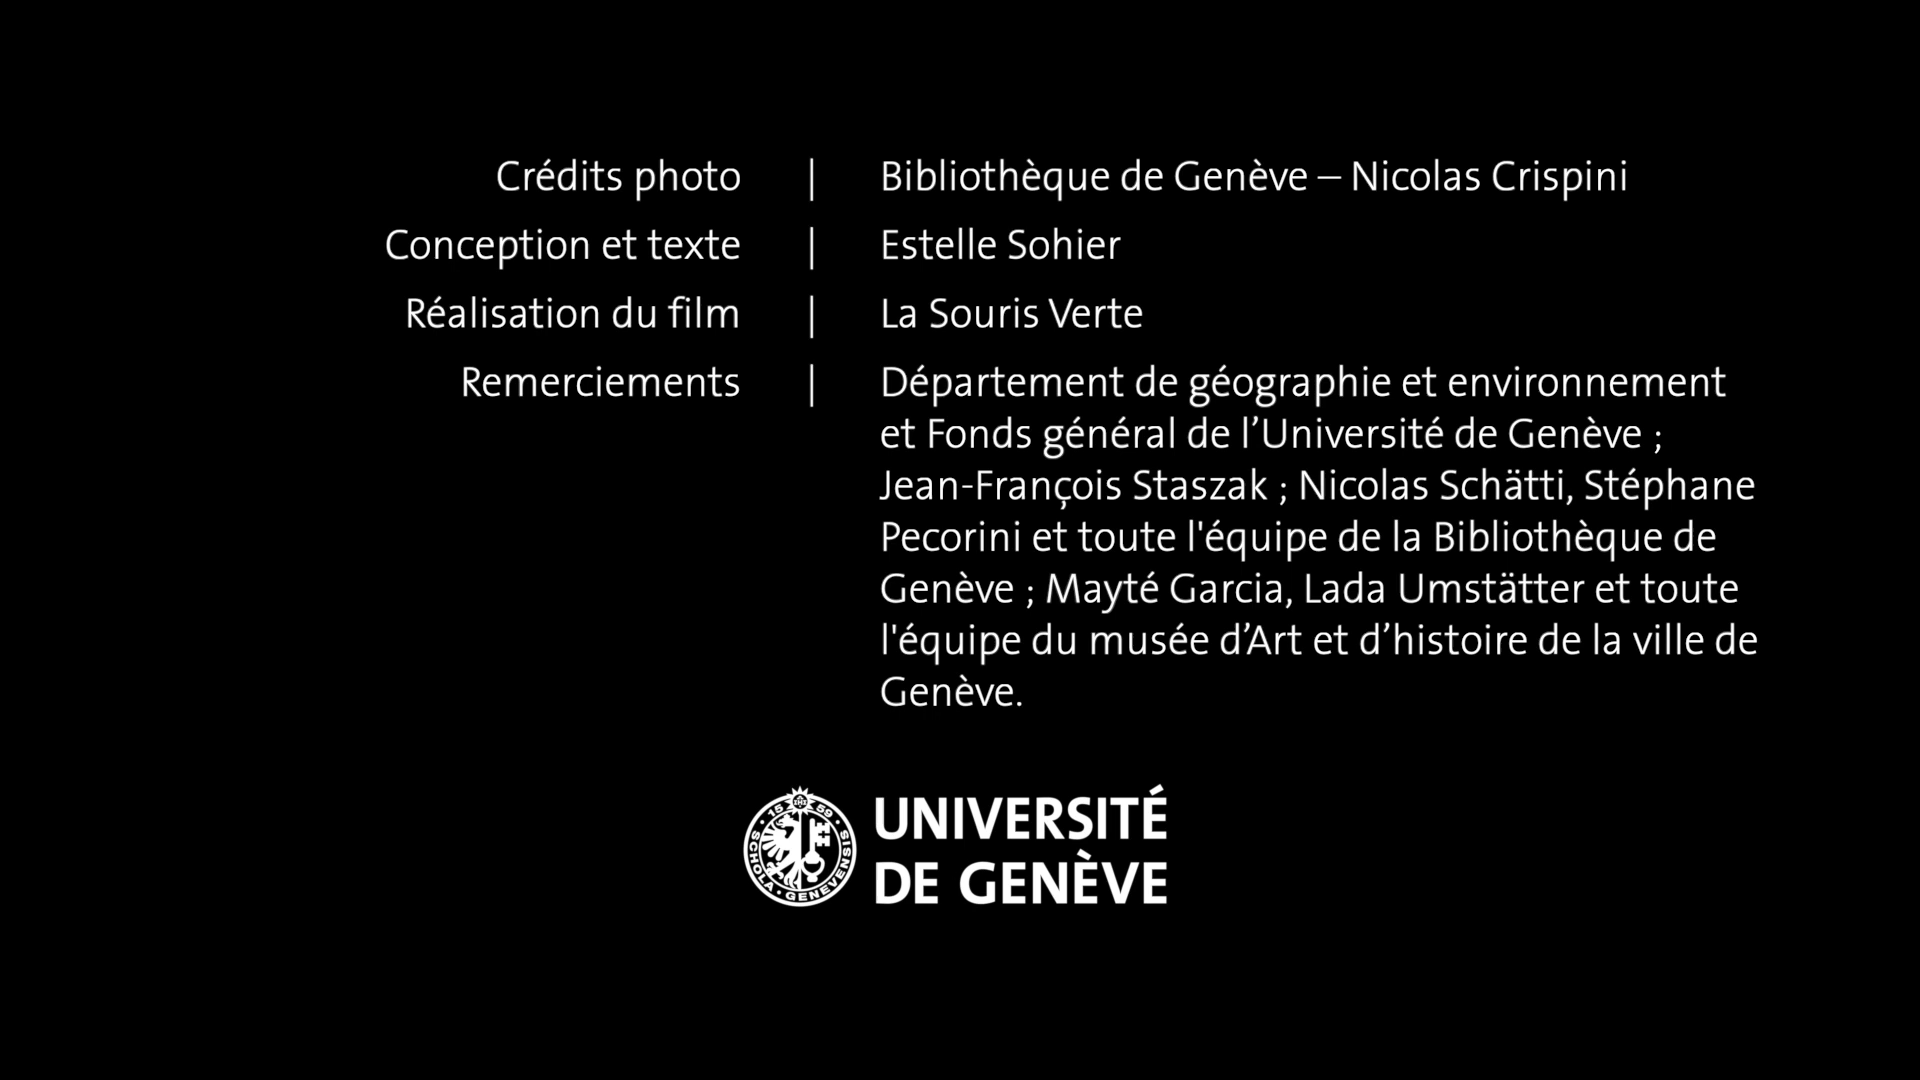 Crédits photo | Bibliothèque de Genève – Nicolas Crispini
Conception et texte | Estelle Sohier
Réalisation du film | La Souris Verte
Remerciements | Département de géographie et environnement
et Fonds général de l’Université de Genève ;
Jean-François Staszak ; Nicolas Schätti, Stéphane
Pecorini et toute l'équipe de la Bibliothèque de
Genève ; Mayté Garcia, Lada Umstätter et toute
l'équipe du musée d’Art et d’histoire de la ville de
Genève.
1559
SCHOLA · GENEVENSIS
UNIVERSITÉ
DE GENÈVE